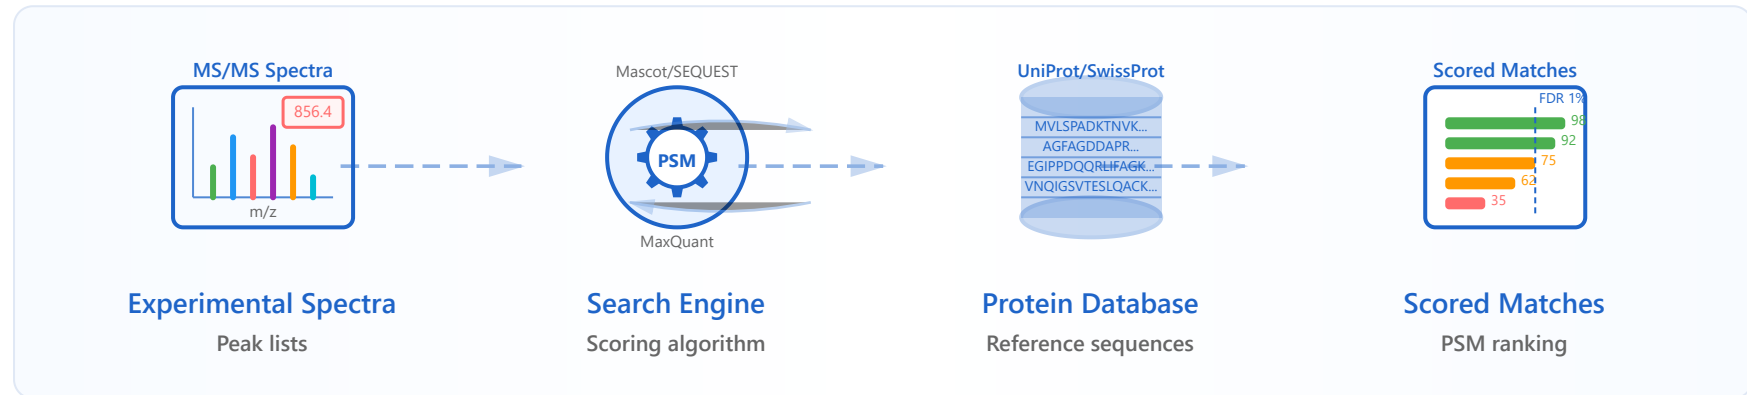 MS/MS Spectra
856.4
m/z
Experimental Spectra
Peak lists
Mascot/SEQUEST
PSM
MaxQuant
Search Engine
Scoring algorithm
UniProt/SwissProt
MVLSPADKTNVK...
AGFAGDDAPR...
EGIPPDQQRLIFAGK...
VNQIGSVTESLQACK...
Protein Database
Reference sequences
Scored Matches
FDR 1%
98
92
75
62
35
Scored Matches
PSM ranking